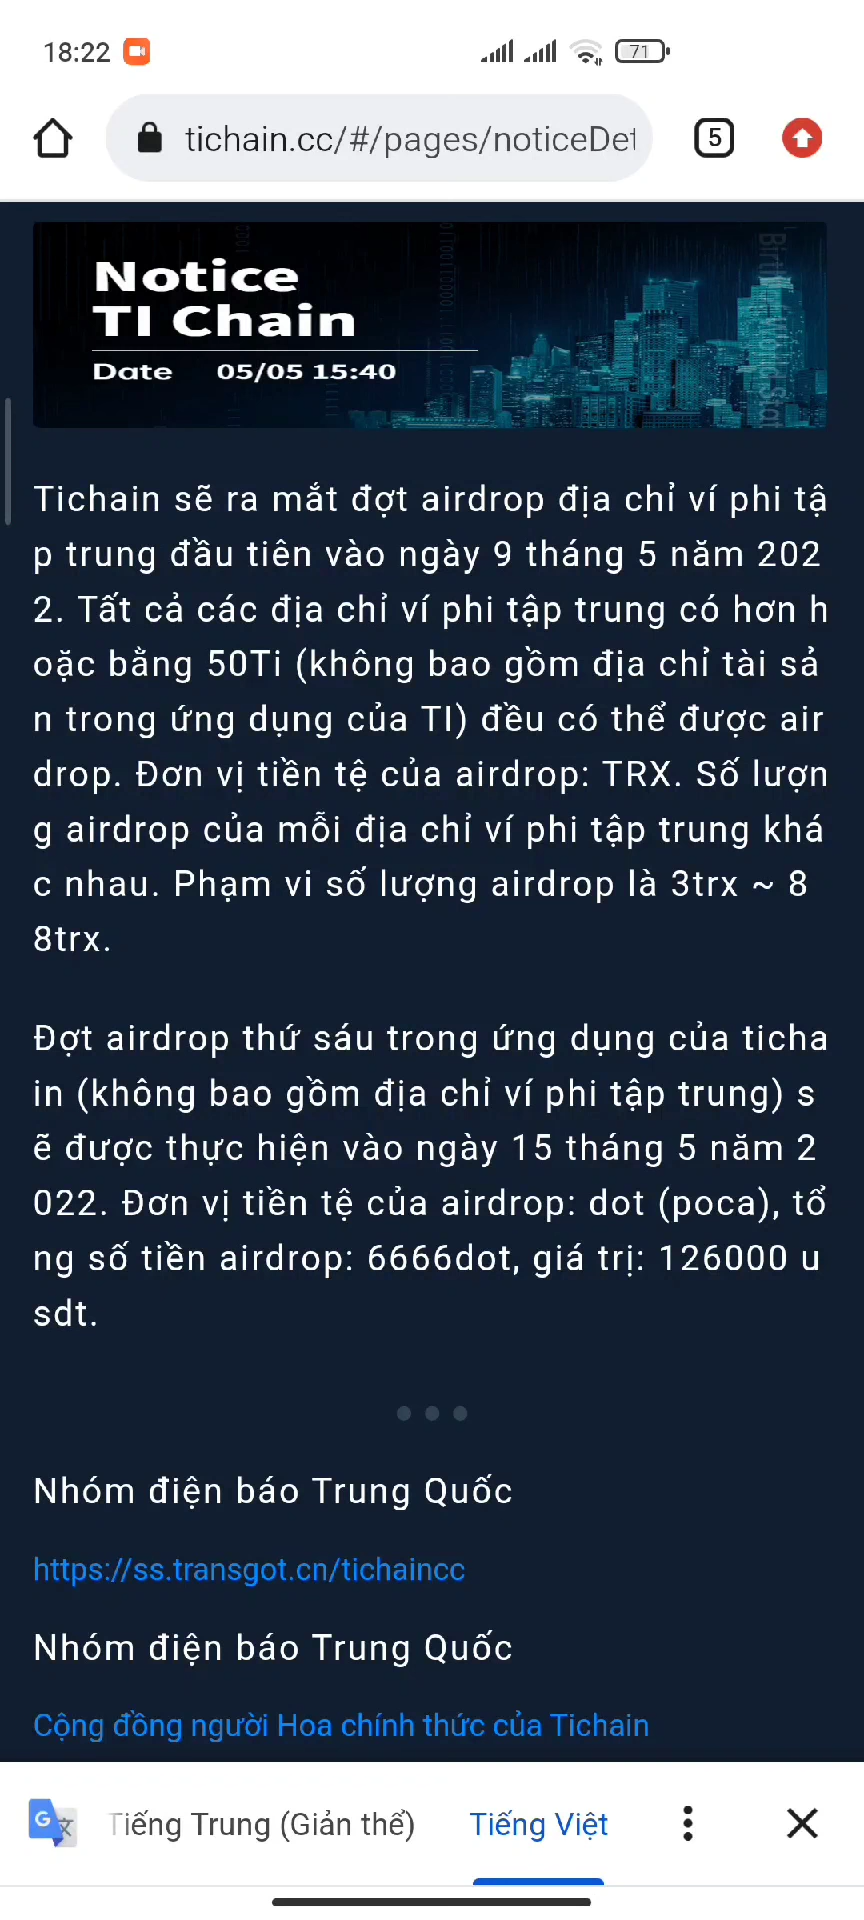 18:22
71
tichain.cc/#/pages/noticeDet
5
Notice
TI Chain
Date 05/05 15:40
Tichain sẽ ra mắt đợt airdrop địa chỉ ví phi tậ
p trung đầu tiên vào ngày 9 tháng 5 năm 202
2. Tất cả các địa chỉ ví phi tập trung có hơn h
oặc bằng 50Ti (không bao gồm địa chỉ tài sả
n trong ứng dụng của TI) đều có thể được air
drop. Đơn vị tiền tệ của airdrop: TRX. Số lượn
g airdrop của mỗi địa chỉ ví phi tập trung khá
c nhau. Phạm vi số lượng airdrop là 3trx ~ 8
8trx.
Đợt airdrop thứ sáu trong ứng dụng của ticha
in (không bao gồm địa chỉ ví phi tập trung) s
ẽ được thực hiện vào ngày 15 tháng 5 năm 2
022. Đơn vị tiền tệ của airdrop: dot (poca), tổ
ng số tiền airdrop: 6666dot, giá trị: 126000 u
sdt.
Nhóm điện báo Trung Quốc
https://ss.transgot.cn/tichaincc
Nhóm điện báo Trung Quốc
Cộng đồng người Hoa chính thức của Tichain
G 文
Tiếng Trung (Giản thể) Tiếng Việt